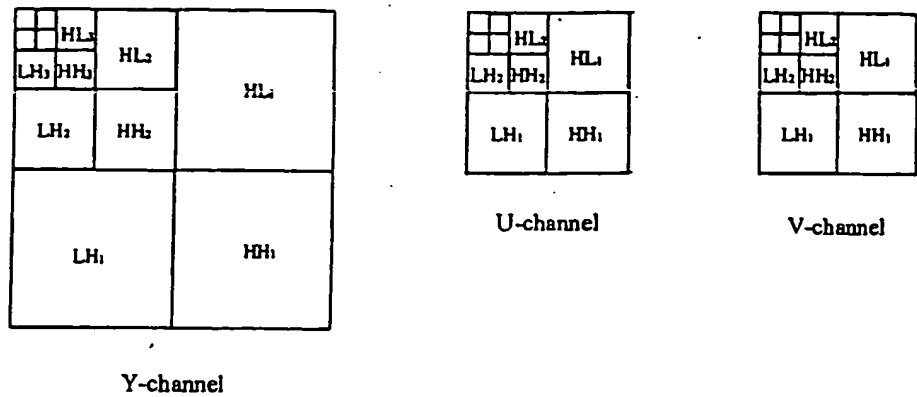 HL₃
LH₃ HH₃
HL₂
HL₁
LH₂ HH₂
LH₁ HH₁
Y-channel
HL₂
LH₂ HH₂
HL₁
LH₁ HH₁
U-channel
HL₂
LH₂ HH₂
HL₁
LH₁ HH₁
V-channel